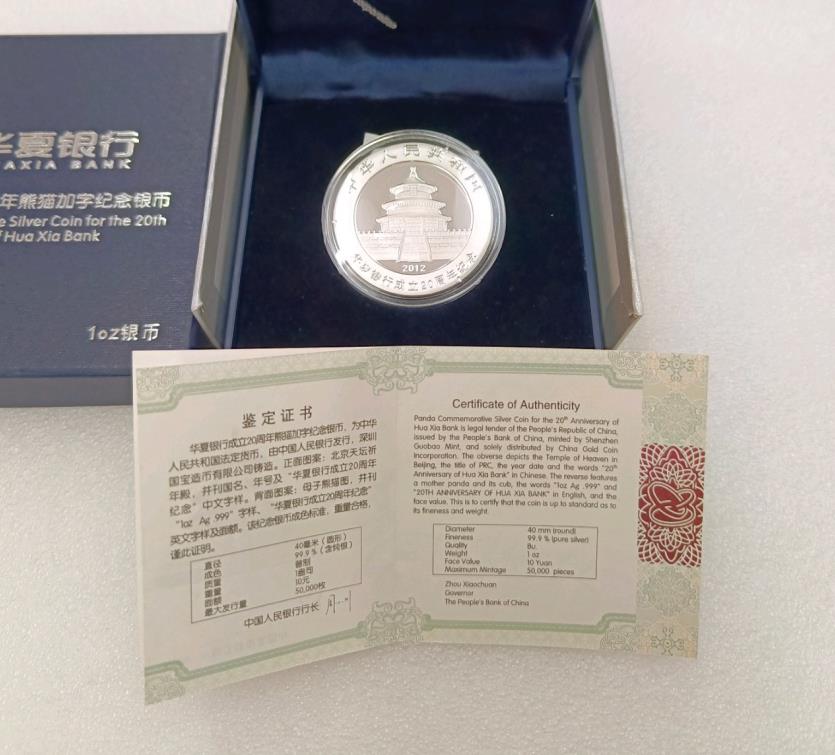 华夏银行
AXIA BANK
年熊猫加字纪念银币
e Silver Coin for the 20th
f Hua Xia Bank
1oz银币
中华人民共和国
2012
华夏银行成立20周年纪念
鉴定证书
华夏银行成立20周年熊猫加字纪念银币，为中华
人民共和国法定货币，由中国人民银行发行，深圳
国宝造币有限公司铸造。正面图案：北京天坛祈
年殿，并刊国名、年号及“华夏银行成立20周年
纪念”中文字样。背面图案：母子熊猫图，并刊
“1oz Ag .999”字样、“华夏银行成立20周年纪念”
英文字样及面额。该纪念银币成色标准，重量合格，
谨此证明。
直径 40毫米（圆形）
成色 99.9%（含纯银）
质量 普制
重量 1盎司
面额 10元
最大发行量 50,000枚
中国人民银行行长
Certificate of Authenticity
Panda Commemorative Silver Coin for the 20th Anniversary of
Hua Xia Bank is legal tender of the People's Republic of China,
issued by the People's Bank of China, minted by Shenzhen
Guobao Mint, and solely distributed by China Gold Coin
Incorporation. The obverse depicts the Temple of Heaven in
Beijing, the title of PRC, the year date and the words "20th
Anniversary of Hua Xia Bank" in Chinese. The reverse features
a mother panda and its cub, the words "1oz Ag .999" and
"20TH ANNIVERSARY OF HUA XIA BANK" in English, and the
face value. This is to certify that the coin is up to standard as to
its fineness and weight.
Diameter 40 mm (round)
Fineness 99.9 % (pure silver)
Quality Bu.
Weight 1 oz
Face Value 10 Yuan
Maximum Mintage 50,000 pieces
Zhou Xiaochuan
Governor
The People's Bank of China